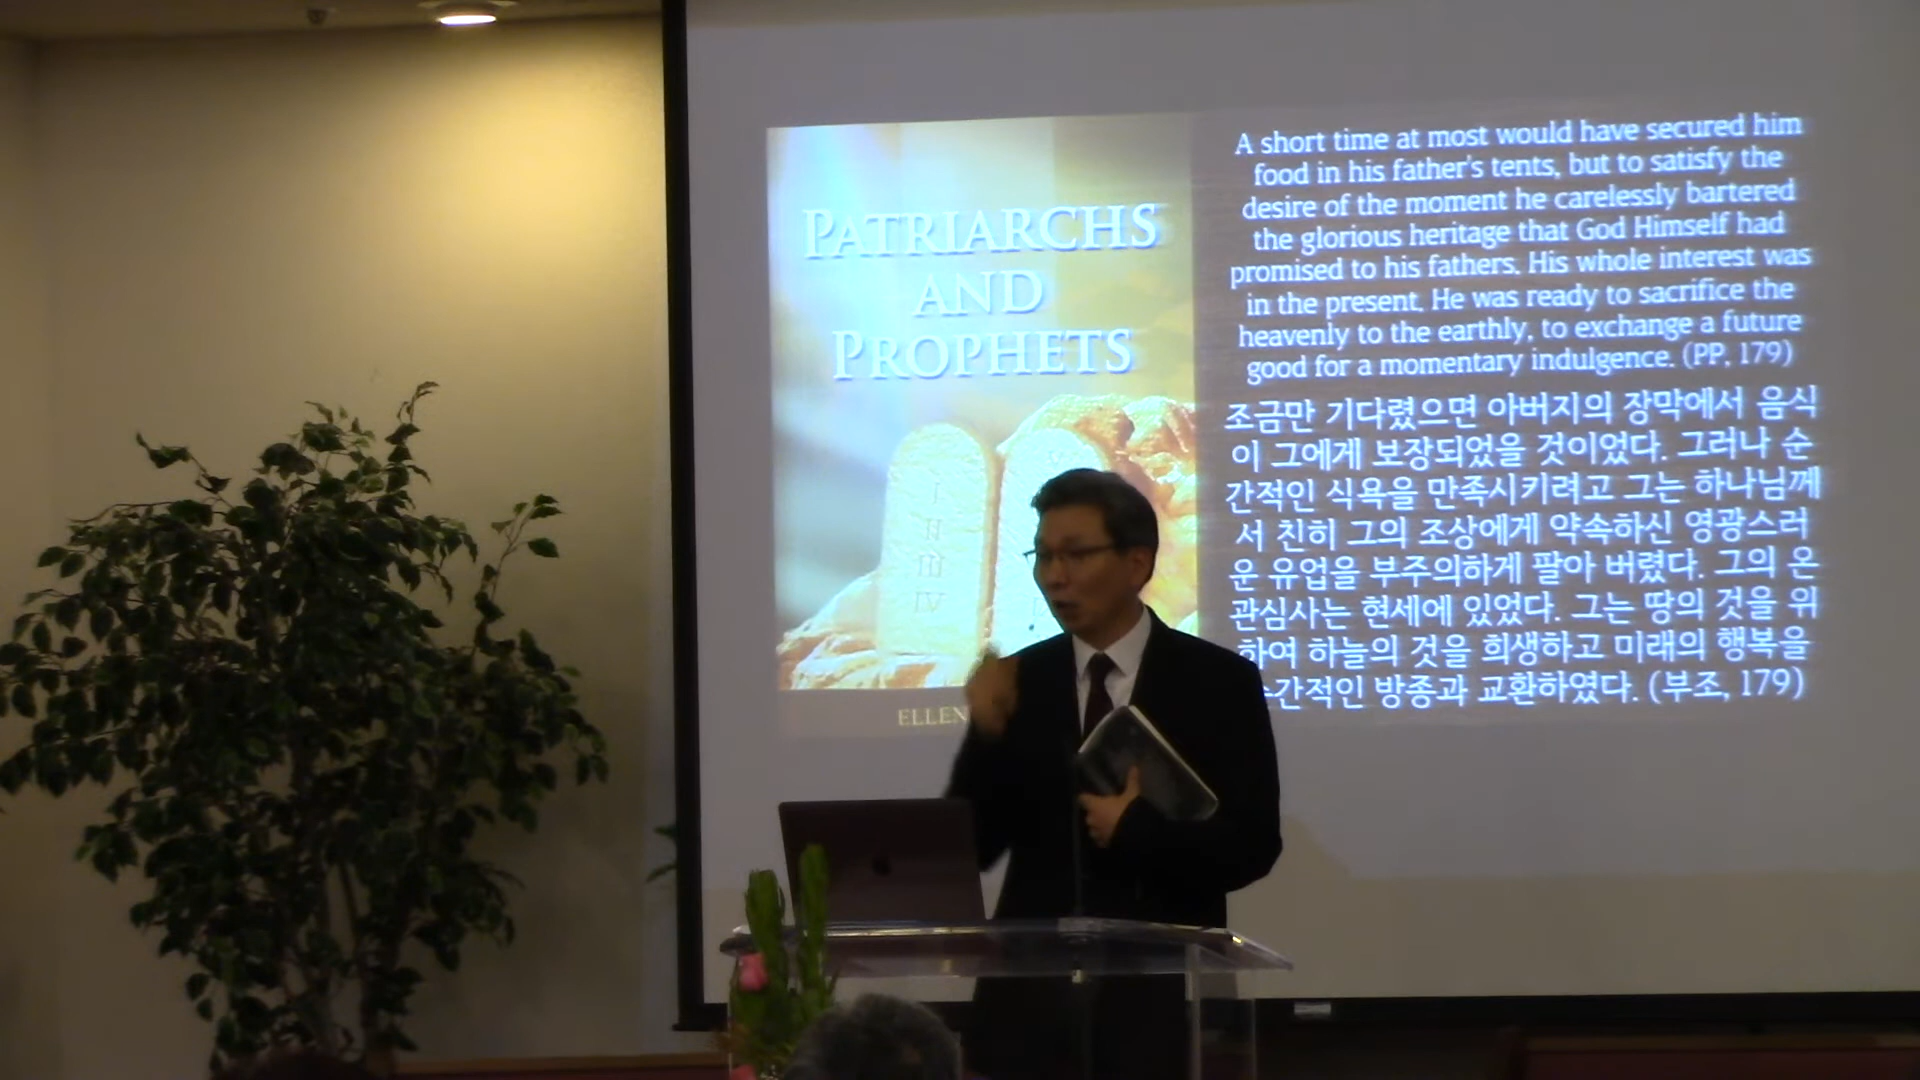 PATRIARCHS
AND
PROPHETS
I
II
III
IV
ELLEN
A short time at most would have secured him
food in his father's tents, but to satisfy the
desire of the moment he carelessly bartered
the glorious heritage that God Himself had
promised to his fathers. His whole interest was
in the present. He was ready to sacrifice the
heavenly to the earthly, to exchange a future
good for a momentary indulgence. (PP, 179)
조금만 기다렸으면 아버지의 장막에서 음식
이 그에게 보장되었을 것이었다. 그러나 순
간적인 식욕을 만족시키려고 그는 하나님께
서 친히 그의 조상에게 약속하신 영광스러
운 유업을 부주의하게 팔아 버렸다. 그의 온
관심사는 현세에 있었다. 그는 땅의 것을 위
하여 하늘의 것을 희생하고 미래의 행복을
간적인 방종과 교환하였다. (부조, 179)